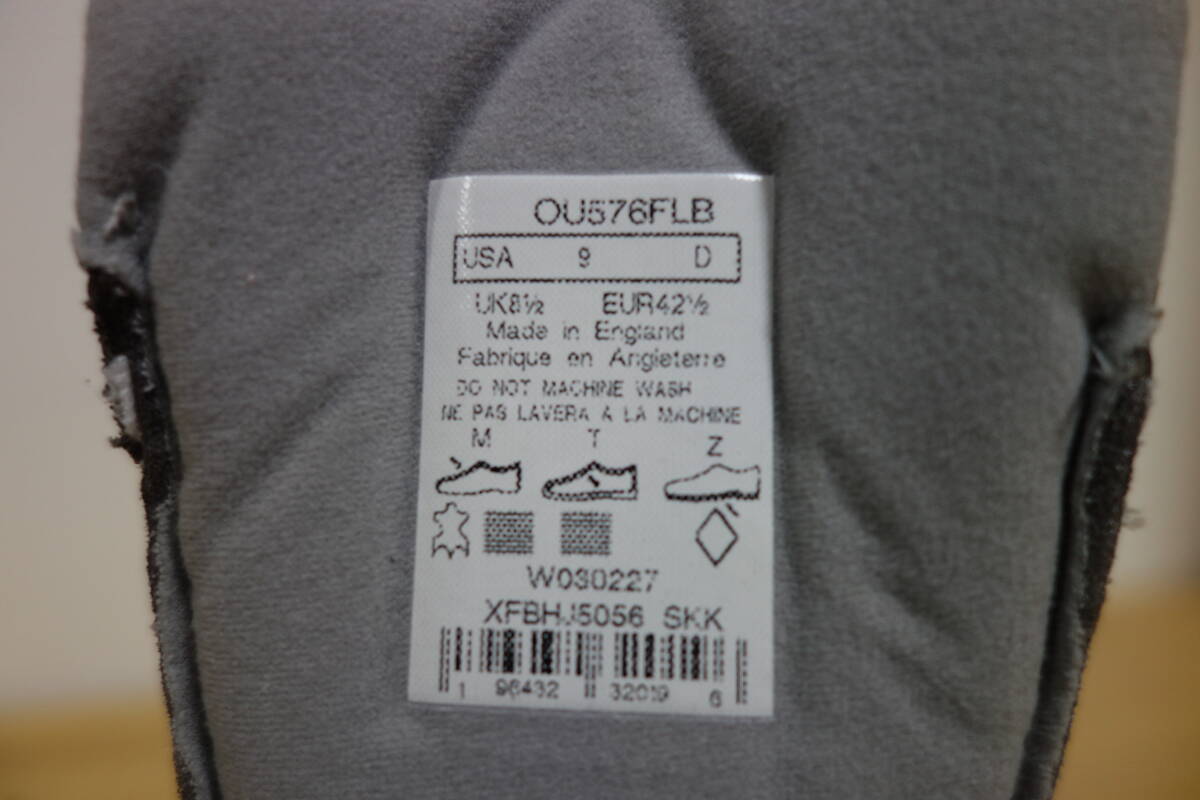 OU576FLB
USA 9 D
UK8½ EUR42½
Made in England
Fabrique en Angleterre
DO NOT MACHINE WASH
NE PAS LAVERA A LA MACHINE
M T Z
W030227
XFBHJ5056 SKK
1 96432 32019 6